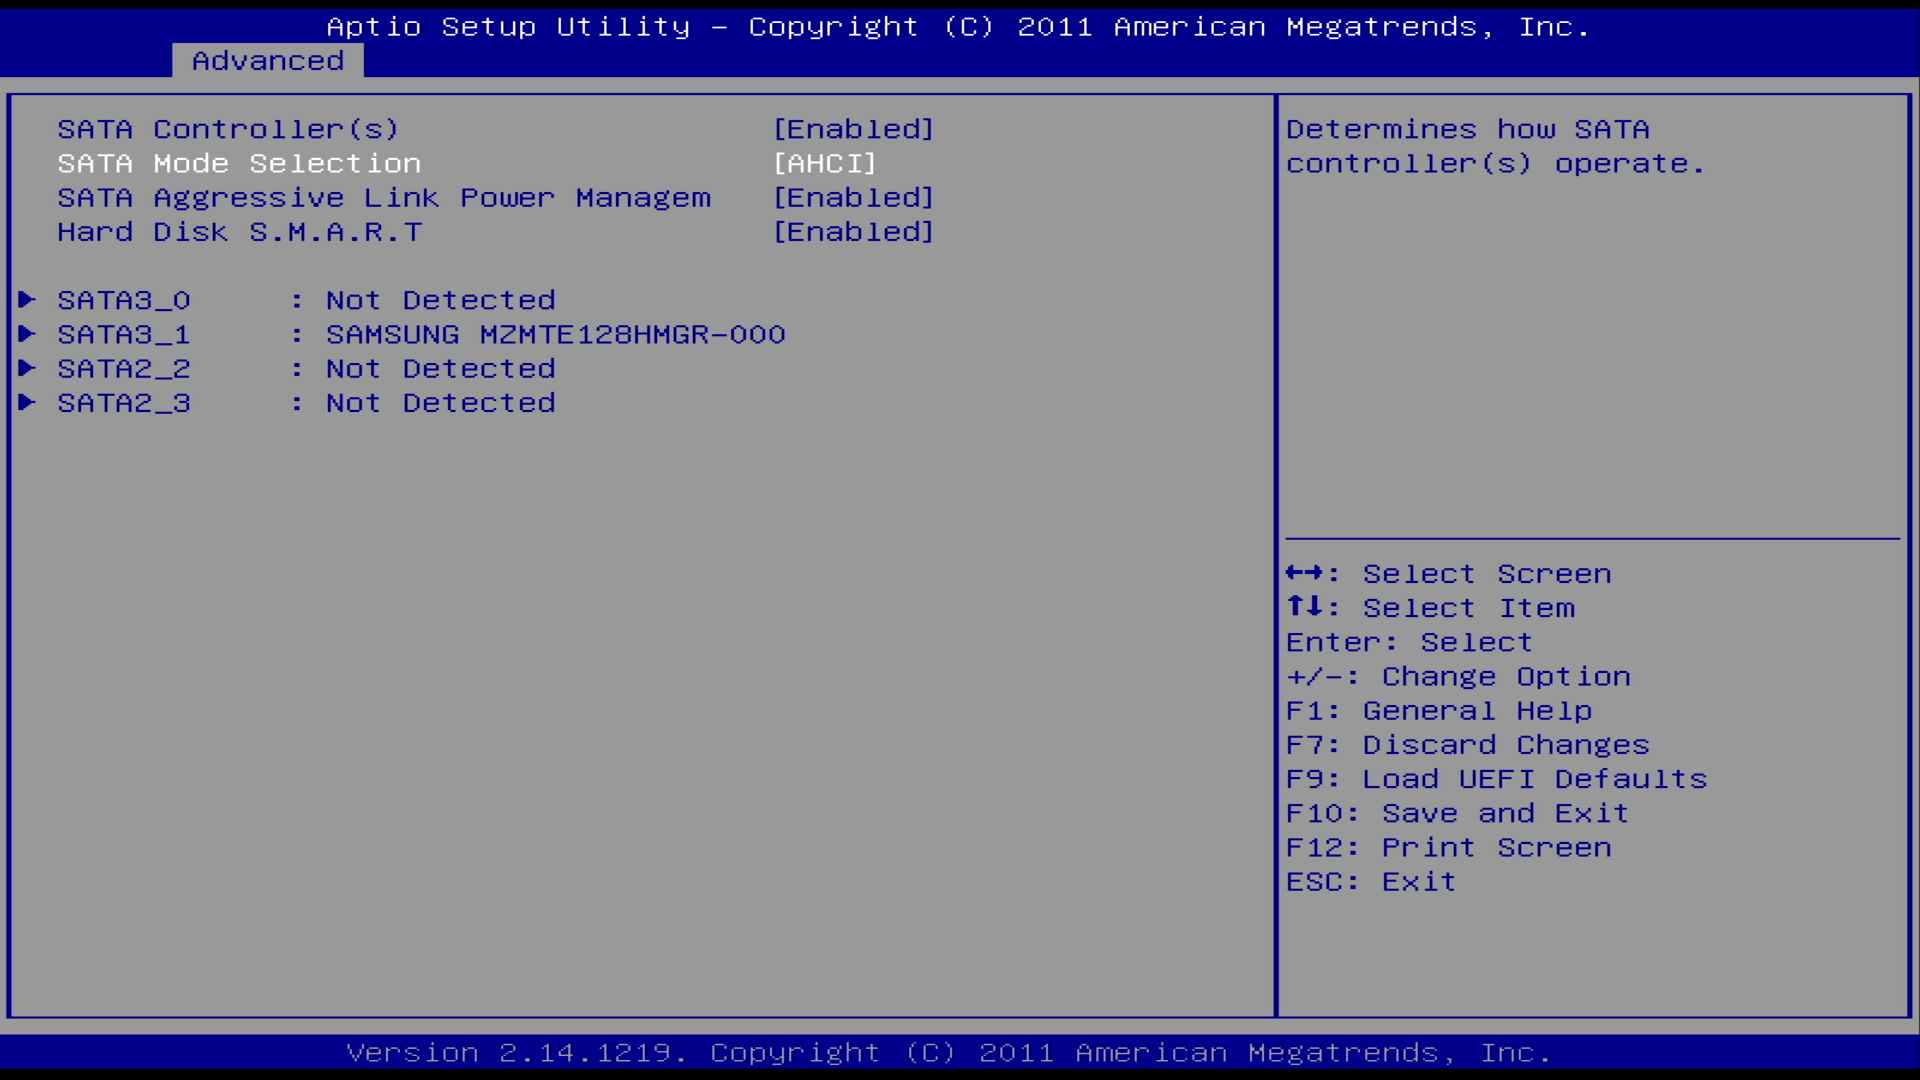 Aptio Setup Utility – Copyright (C) 2011 American Megatrends, Inc.
Advanced
SATA Controller(s) [Enabled]
SATA Mode Selection [AHCI]
SATA Aggressive Link Power Managem [Enabled]
Hard Disk S.M.A.R.T [Enabled]
▶ SATA3_0 : Not Detected
▶ SATA3_1 : SAMSUNG MZMTE128HMGR-000
▶ SATA2_2 : Not Detected
▶ SATA2_3 : Not Detected
Determines how SATA
controller(s) operate.
←→: Select Screen
↑↓: Select Item
Enter: Select
+/-: Change Option
F1: General Help
F7: Discard Changes
F9: Load UEFI Defaults
F10: Save and Exit
F12: Print Screen
ESC: Exit
Version 2.14.1219. Copyright (C) 2011 American Megatrends, Inc.